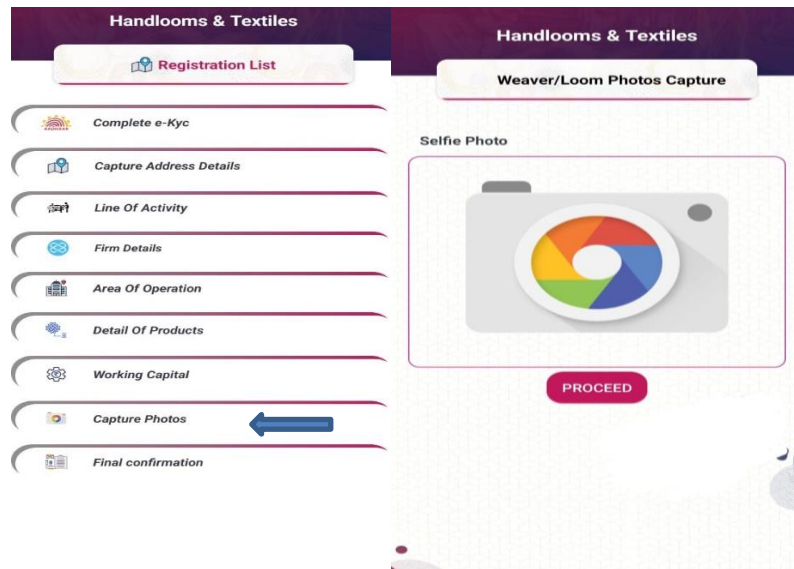 Handlooms & Textiles
Registration List
AADHAAR
Complete e-Kyc
Capture Address Details
Line Of Activity
Firm Details
Area Of Operation
Detail Of Products
Working Capital
Capture Photos
Final confirmation
Handlooms & Textiles
Weaver/Loom Photos Capture
Selfie Photo
PROCEED